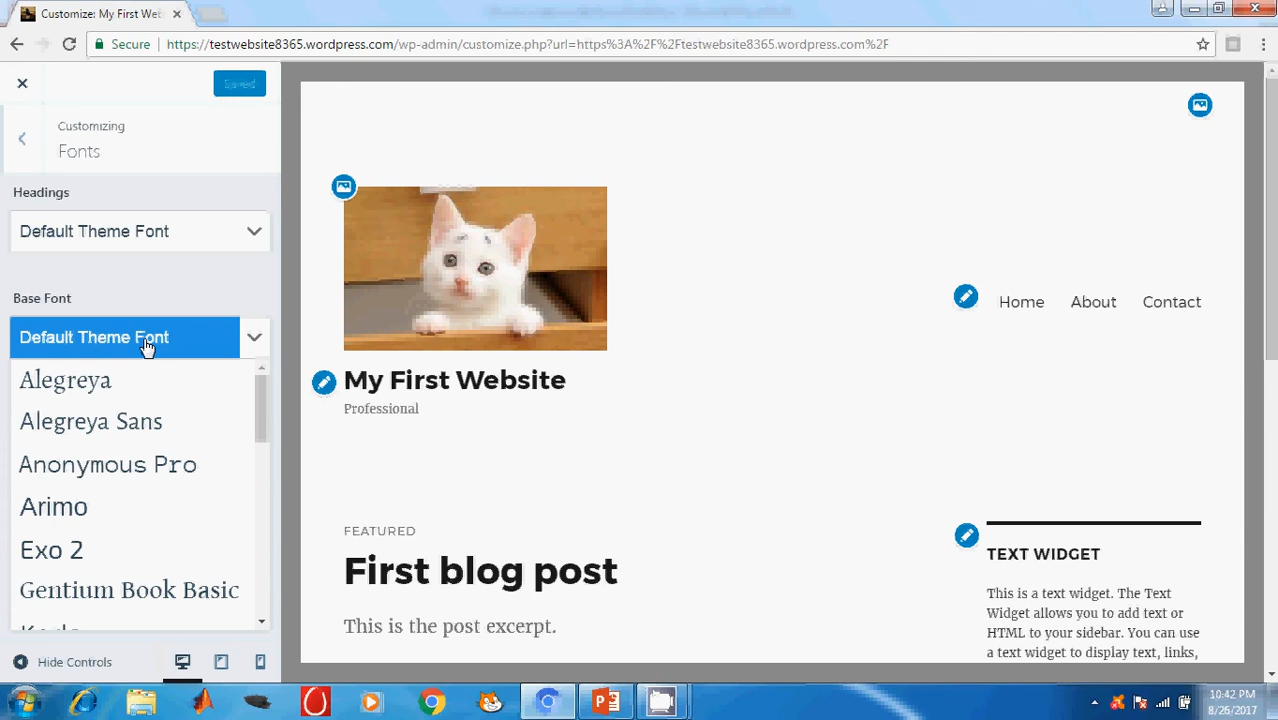 Customize: My First Web
Secure
https://testwebsite8365.wordpress.com/wp-admin/customize.php?url=https%3A%2F%2Ftestwebsite8365.wordpress.com%2F
Saved
Customizing
Fonts
Headings
Default Theme Font
Base Font
Default Theme Font
Alegreya
Alegreya Sans
Anonymous Pro
Arimo
Exo 2
Gentium Book Basic
Hide Controls
Home About Contact
My First Website
Professional
FEATURED
First blog post
This is the post excerpt.
TEXT WIDGET
This is a text widget. The Text
Widget allows you to add text or
HTML to your sidebar. You can use
a text widget to display text, links,
10:42 PM
8/26/2017